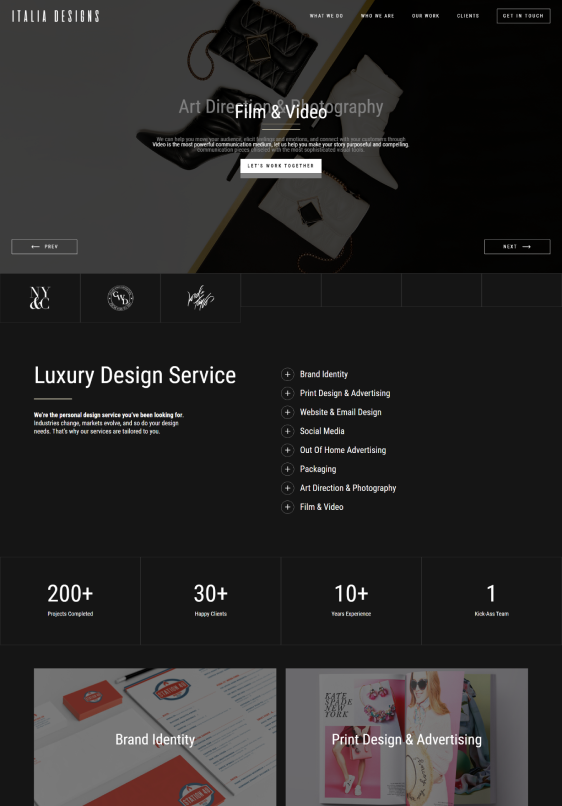 ITALIA DESIGNS
WHAT WE DO
WHO WE ARE
OUR WORK
CLIENTS
GET IN TOUCH
Art Direction & Photography
Film & Video
We can help you move your audience, elicit feelings and emotions, and connect with your customers through
Video is the most powerful communication medium, let us help you make your story purposeful and compelling.
communication pieces created with the most sophisticated visual tools.
LET'S WORK TOGETHER
PREV
NEXT
NY
&C
GWD
Luxury Design Service
We're the personal design service you've been looking for.
Industries change, markets evolve, and so do your design
needs. That's why our services are tailored to you.
Brand Identity
Print Design & Advertising
Website & Email Design
Social Media
Out Of Home Advertising
Packaging
Art Direction & Photography
Film & Video
200+
Projects Completed
30+
Happy Clients
10+
Years Experience
1
Kick-Ass Team
Brand Identity
KATE
SPADE
NEW
YORK
Print Design & Advertising